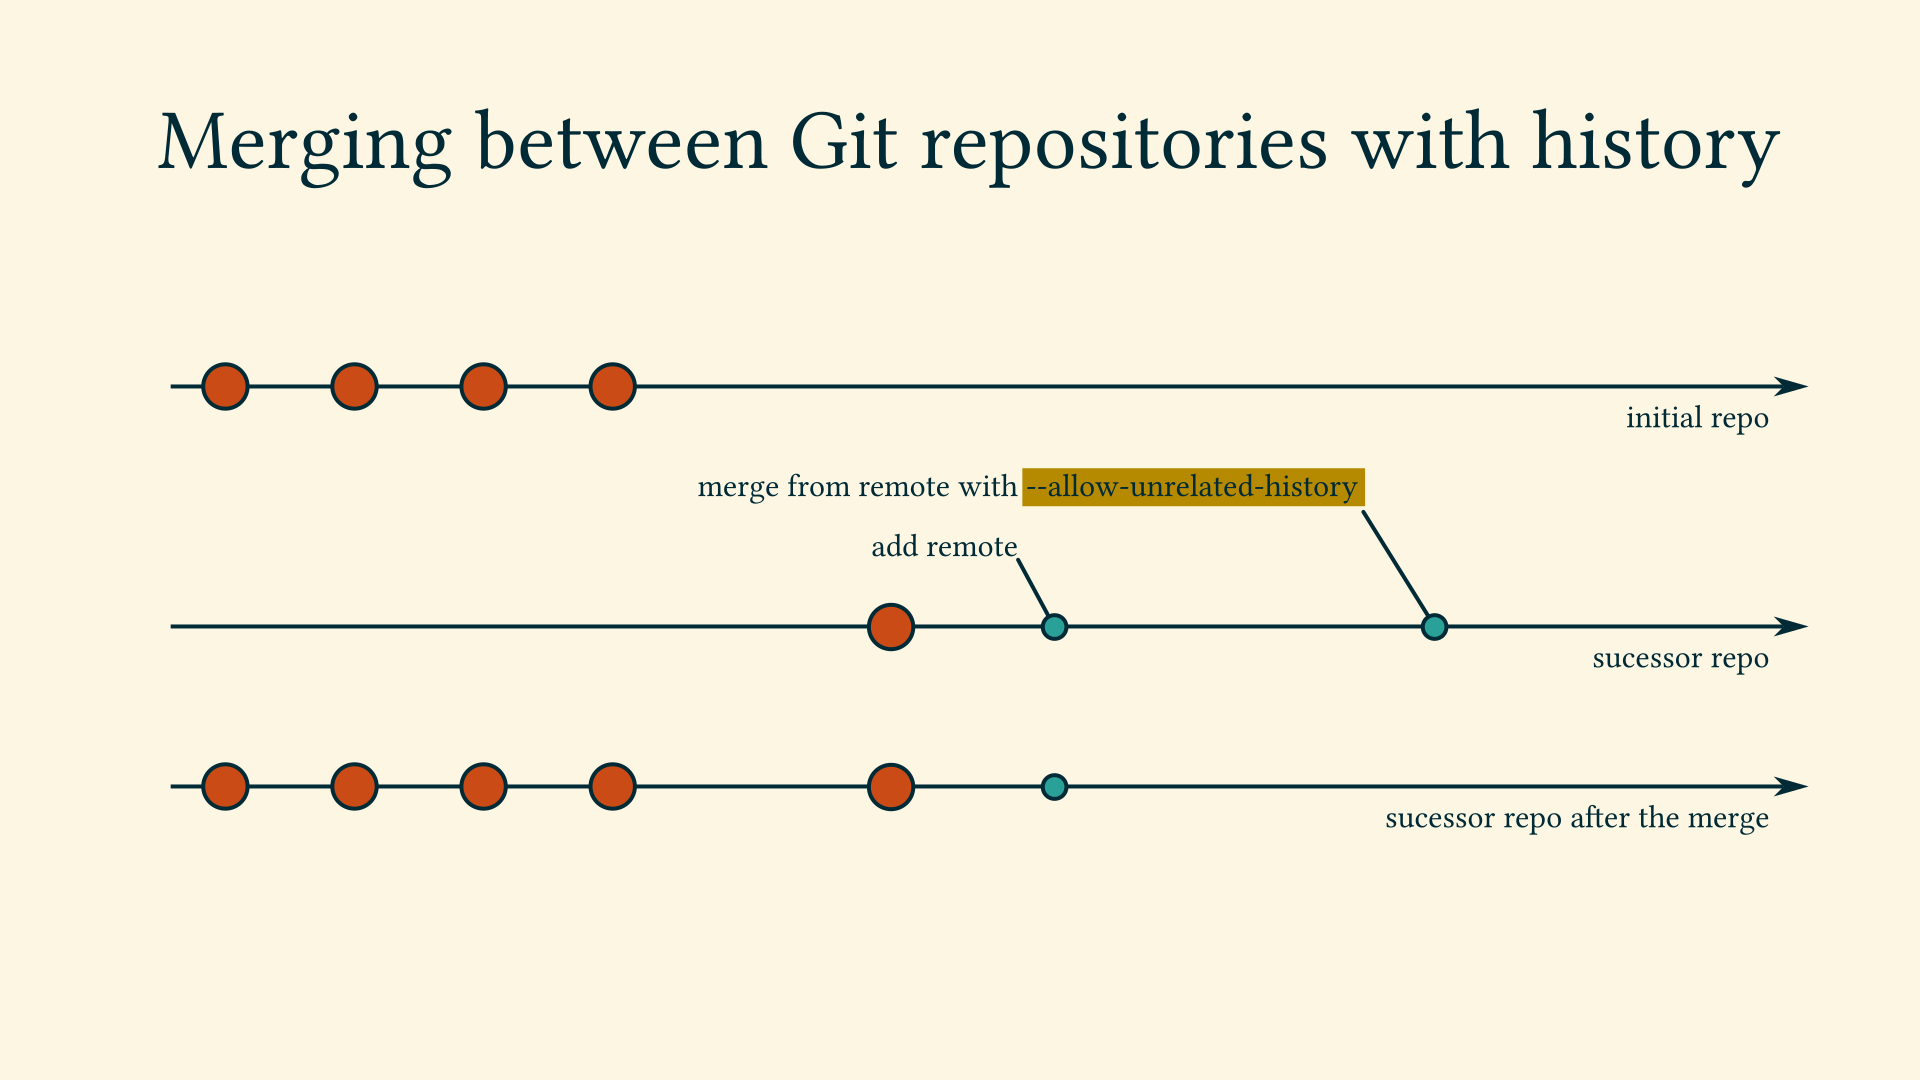 Merging between Git repositories with history
initial repo
merge from remote with --allow-unrelated-history
add remote
sucessor repo
sucessor repo after the merge